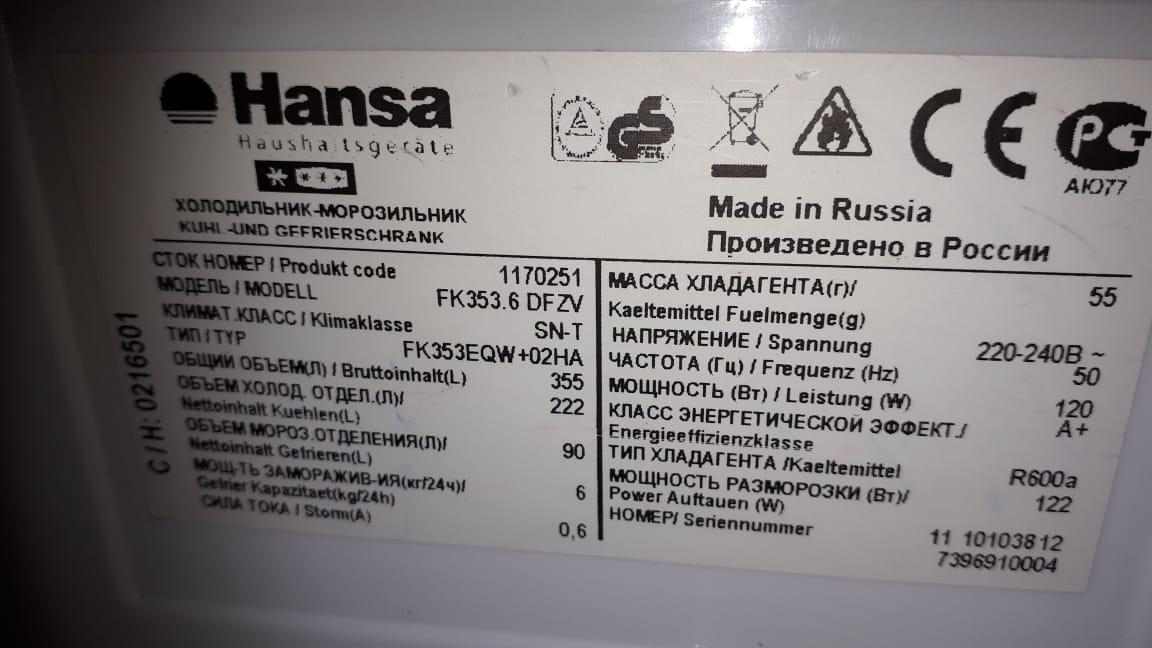 Hansa
Haushaltsgeräte
ХОЛОДИЛЬНИК-МОРОЗИЛЬНИК
KUHL-UND GEFRIERSCHRANK
GS
CE
РСТ
АЮ77
Made in Russia
Произведено в России
СТОК НОМЕР / Produkt code 1170251
МОДЕЛЬ / MODELL FK353.6 DFZV
КЛИМАТ.КЛАСС / Klimaklasse SN-T
ТИП / TYP FK353EQW+02HA
ОБЩИЙ ОБЪЕМ(Л) / Bruttoinhalt(L) 355
ОБЪЕМ ХОЛОД. ОТДЕЛ.(Л)/ 222
Nettoinhalt Kuehlen(L)
ОБЪЕМ МОРОЗ.ОТДЕЛЕНИЯ(Л)/ 90
Nettoinhalt Gefrieren(L)
МОЩ-ТЬ ЗАМОРАЖИВ-ИЯ(кг/24ч)/ 6
Gefrier Kapazitaet(kg/24h)
СИЛА ТОКА / Storm(A) 0,6
МАССА ХЛАДАГЕНТА(г)/ 55
Kaeltemittel Fuelmenge(g)
НАПРЯЖЕНИЕ / Spannung 220-240В ~
ЧАСТОТА (Гц) / Frequenz (Hz) 50
МОЩНОСТЬ (Вт) / Leistung (W) 120
КЛАСС ЭНЕРГЕТИЧЕСКОЙ ЭФФЕКТ./ A+
Energieeffizienzklasse
ТИП ХЛАДАГЕНТА /Kaeltemittel R600a
МОЩНОСТЬ РАЗМОРОЗКИ (Вт)/ 122
Power Auftauen (W)
НОМЕР/ Seriennummer 11 10103812
7396910004
С / Н: 0216501